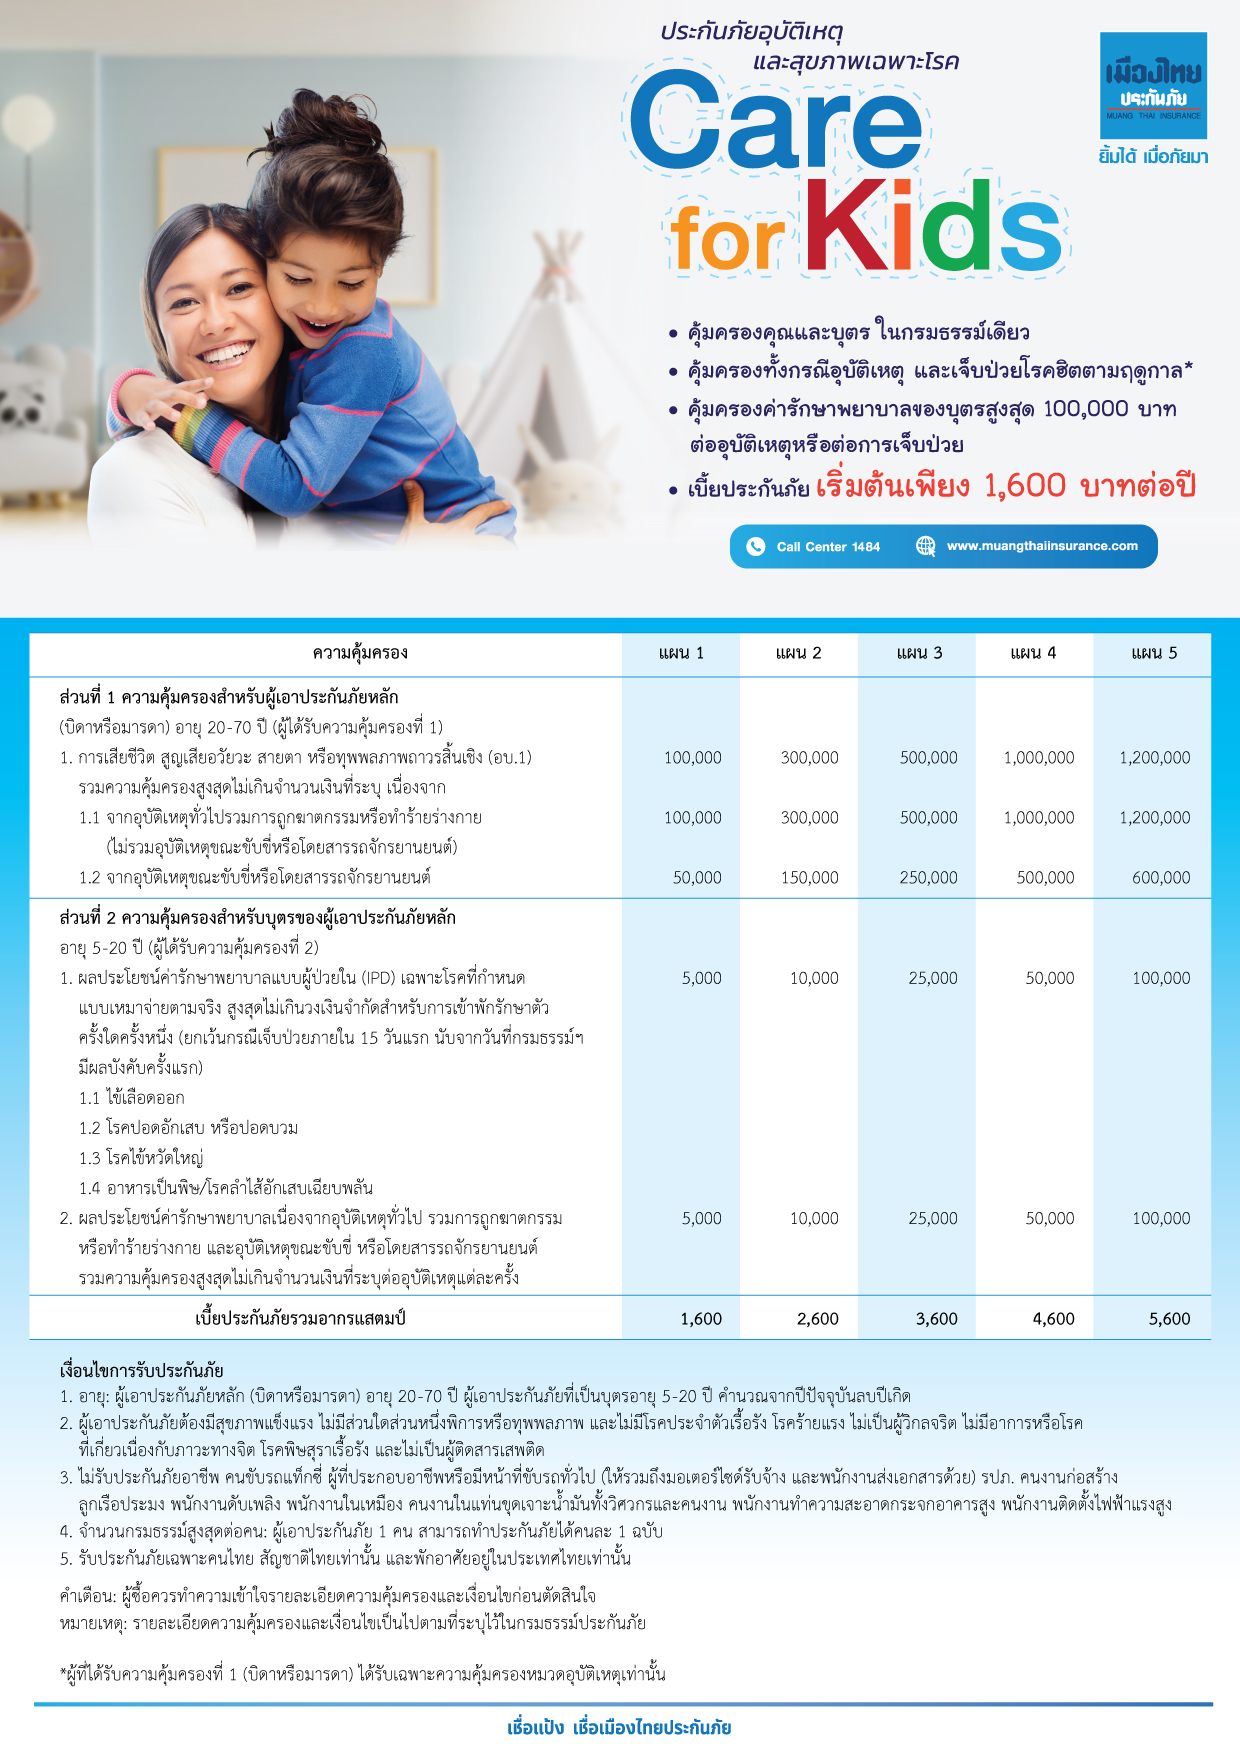 ประกันภัยอุบัติเหตุ
และสุขภาพเฉพาะโรค
Care
for Kids
เมืองไทย
ประกันภัย
MUANG THAI INSURANCE
ยิ้มได้ เมื่อภัยมา
• คุ้มครองคุณและบุตร ในกรมธรรม์เดียว
• คุ้มครองทั้งกรณีอุบัติเหตุ และเจ็บป่วยโรคฮิตตามฤดูกาล*
• คุ้มครองค่ารักษาพยาบาลของบุตรสูงสุด 100,000 บาท
ต่ออุบัติเหตุหรือต่อการเจ็บป่วย
• เบี้ยประกันภัย เริ่มต้นเพียง 1,600 บาทต่อปี
Call Center 1484 www.muangthaiinsurance.com
ความคุ้มครอง แผน 1 แผน 2 แผน 3 แผน 4 แผน 5
ส่วนที่ 1 ความคุ้มครองสำหรับผู้เอาประกันภัยหลัก
(บิดาหรือมารดา) อายุ 20-70 ปี (ผู้ได้รับความคุ้มครองที่ 1)
1. การเสียชีวิต สูญเสียอวัยวะ สายตา หรือทุพพลภาพถาวรสิ้นเชิง (อบ.1) 100,000 300,000 500,000 1,000,000 1,200,000
รวมความคุ้มครองสูงสุดไม่เกินจำนวนเงินที่ระบุ เนื่องจาก
1.1 จากอุบัติเหตุทั่วไปรวมการถูกฆาตกรรมหรือทำร้ายร่างกาย 100,000 300,000 500,000 1,000,000 1,200,000
(ไม่รวมอุบัติเหตุขณะขับขี่หรือโดยสารรถจักรยานยนต์)
1.2 จากอุบัติเหตุขณะขับขี่หรือโดยสารรถจักรยานยนต์ 50,000 150,000 250,000 500,000 600,000
ส่วนที่ 2 ความคุ้มครองสำหรับบุตรของผู้เอาประกันภัยหลัก
อายุ 5-20 ปี (ผู้ได้รับความคุ้มครองที่ 2)
1. ผลประโยชน์ค่ารักษาพยาบาลแบบผู้ป่วยใน (IPD) เฉพาะโรคที่กำหนด 5,000 10,000 25,000 50,000 100,000
แบบเหมาจ่ายตามจริง สูงสุดไม่เกินวงเงินจำกัดสำหรับการเข้าพักรักษาตัว
ครั้งใดครั้งหนึ่ง (ยกเว้นกรณีเจ็บป่วยภายใน 15 วันแรก นับจากวันที่กรมธรรม์ฯ
มีผลบังคับครั้งแรก)
1.1 ไข้เลือดออก
1.2 โรคปอดอักเสบ หรือปอดบวม
1.3 โรคไข้หวัดใหญ่
1.4 อาหารเป็นพิษ/โรคลำไส้อักเสบเฉียบพลัน
2. ผลประโยชน์ค่ารักษาพยาบาลเนื่องจากอุบัติเหตุทั่วไป รวมการถูกฆาตกรรม 5,000 10,000 25,000 50,000 100,000
หรือทำร้ายร่างกาย และอุบัติเหตุขณะขับขี่ หรือโดยสารรถจักรยานยนต์
รวมความคุ้มครองสูงสุดไม่เกินจำนวนเงินที่ระบุต่ออุบัติเหตุแต่ละครั้ง
เบี้ยประกันภัยรวมอากรแสตมป์ 1,600 2,600 3,600 4,600 5,600
เงื่อนไขการรับประกันภัย
1. อายุ: ผู้เอาประกันภัยหลัก (บิดาหรือมารดา) อายุ 20-70 ปี ผู้เอาประกันภัยที่เป็นบุตรอายุ 5-20 ปี คำนวณจากปีปัจจุบันลบปีเกิด
2. ผู้เอาประกันภัยต้องมีสุขภาพแข็งแรง ไม่มีส่วนใดส่วนหนึ่งพิการหรือทุพพลภาพ และไม่มีโรคประจำตัวเรื้อรัง โรคร้ายแรง ไม่เป็นผู้วิกลจริต ไม่มีอาการหรือโรค
ที่เกี่ยวเนื่องกับภาวะทางจิต โรคพิษสุราเรื้อรัง และไม่เป็นผู้ติดสารเสพติด
3. ไม่รับประกันภัยอาชีพ คนขับรถแท็กซี่ ผู้ที่ประกอบอาชีพหรือมีหน้าที่ขับรถทั่วไป (ให้รวมถึงมอเตอร์ไซด์รับจ้าง และพนักงานส่งเอกสารด้วย) รปภ. คนงานก่อสร้าง
ลูกเรือประมง พนักงานดับเพลิง พนักงานในเหมือง คนงานในแท่นขุดเจาะน้ำมันทั้งวิศวกรและคนงาน พนักงานทำความสะอาดกระจกอาคารสูง พนักงานติดตั้งไฟฟ้าแรงสูง
4. จำนวนกรมธรรม์สูงสุดต่อคน: ผู้เอาประกันภัย 1 คน สามารถทำประกันภัยได้คนละ 1 ฉบับ
5. รับประกันภัยเฉพาะคนไทย สัญชาติไทยเท่านั้น และพักอาศัยอยู่ในประเทศไทยเท่านั้น
คำเตือน: ผู้ซื้อควรทำความเข้าใจรายละเอียดความคุ้มครองและเงื่อนไขก่อนตัดสินใจ
หมายเหตุ: รายละเอียดความคุ้มครองและเงื่อนไขเป็นไปตามที่ระบุไว้ในกรมธรรม์ประกันภัย
*ผู้ที่ได้รับความคุ้มครองที่ 1 (บิดาหรือมารดา) ได้รับเฉพาะความคุ้มครองหมวดอุบัติเหตุเท่านั้น
เชื่อแป้ง เชื่อเมืองไทยประกันภัย